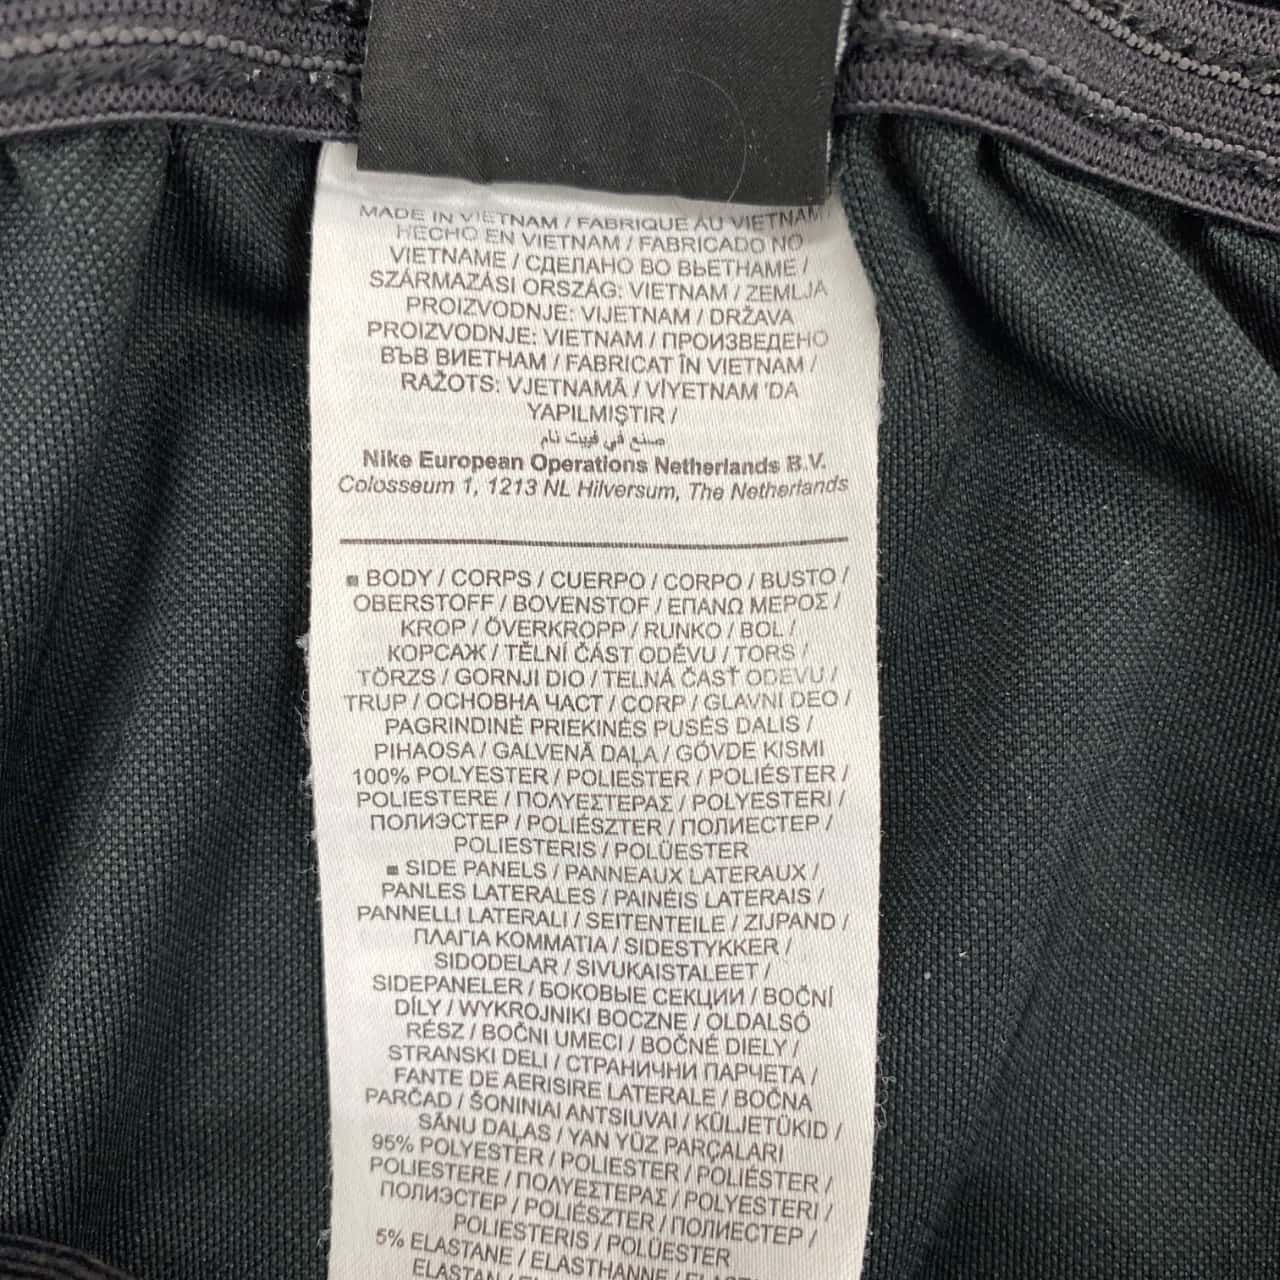 MADE IN VIETNAM / FABRIQUE AU VIETNAM /
HECHO EN VIETNAM / FABRICADO NO
VIETNAME / СДЕЛАНО ВО ВЬЕТНАМЕ /
SZÁRMAZÁSI ORSZÁG: VIETNAM / ZEMLJA
PROIZVODNJE: VIJETNAM / DRŽAVA
PROIZVODNJE: VIETNAM / ПРОИЗВЕДЕНО
ВЪВ ВИЕТНАМ / FABRICAT ÎN VIETNAM /
RAŽOTS: VJETNAMĀ / VİYETNAM 'DA
YAPILMIŞTIR /
صنع في فييت نام
Nike European Operations Netherlands B.V.
Colosseum 1, 1213 NL Hilversum, The Netherlands
■ BODY / CORPS / CUERPO / CORPO / BUSTO /
OBERSTOFF / BOVENSTOF / ΕΠΑΝΩ ΜΕΡΟΣ /
KROP / ÖVERKROPP / RUNKO / BOL /
КОРСАЖ / TĚLNÍ ČÁST ODĚVU / TORS /
TÖRZS / GORNJI DIO / TELNÁ ČASŤ ODEVU /
TRUP / ОСНОВНА ЧАСТ / CORP / GLAVNI DEO /
PAGRINDINĖ PRIEKINĖS PUSĖS DALIS /
PIHAOSA / GALVENĀ DAĻA / GÖVDE KISMI
100% POLYESTER / POLIESTER / POLIÉSTER /
POLIESTERE / ΠΟΛΥΕΣΤΕΡΑΣ / POLYESTERI /
ПОЛИЭСТЕР / POLIÉSZTER / ПОЛИЕСТЕР /
POLIESTERIS / POLÜESTER
■ SIDE PANELS / PANNEAUX LATERAUX /
PANLES LATERALES / PAINÉIS LATERAIS /
PANNELLI LATERALI / SEITENTEILE / ZIJPAND /
ΠΛΑΓΙΑ ΚΟΜΜΑΤΙΑ / SIDESTYKKER /
SIDODELAR / SIVUKAISTALEET /
SIDEPANELER / БОКОВЫЕ СЕКЦИИ / BOČNÍ
DÍLY / WYKROJNIKI BOCZNE / OLDALSÓ
RÉSZ / BOČNI UMECI / BOČNÉ DIELY /
STRANSKI DELI / СТРАНИЧНИ ПАРЧЕТА /
FANTE DE AERISIRE LATERALE / BOČNA
PARČAD / ŠONINIAI ANTSIUVAI / KÜLJETÜKID /
SĀNU DAĻAS / YAN YÜZ PARÇALARI
95% POLYESTER / POLIESTER / POLIÉSTER /
POLIESTERE / ΠΟΛΥΕΣΤΕΡΑΣ / POLYESTERI /
ПОЛИЭСТЕР / POLIÉSZTER / ПОЛИЕСТЕР /
POLIESTERIS / POLÜESTER
5% ELASTANE / ELASTHANNE /
ELASTAN /